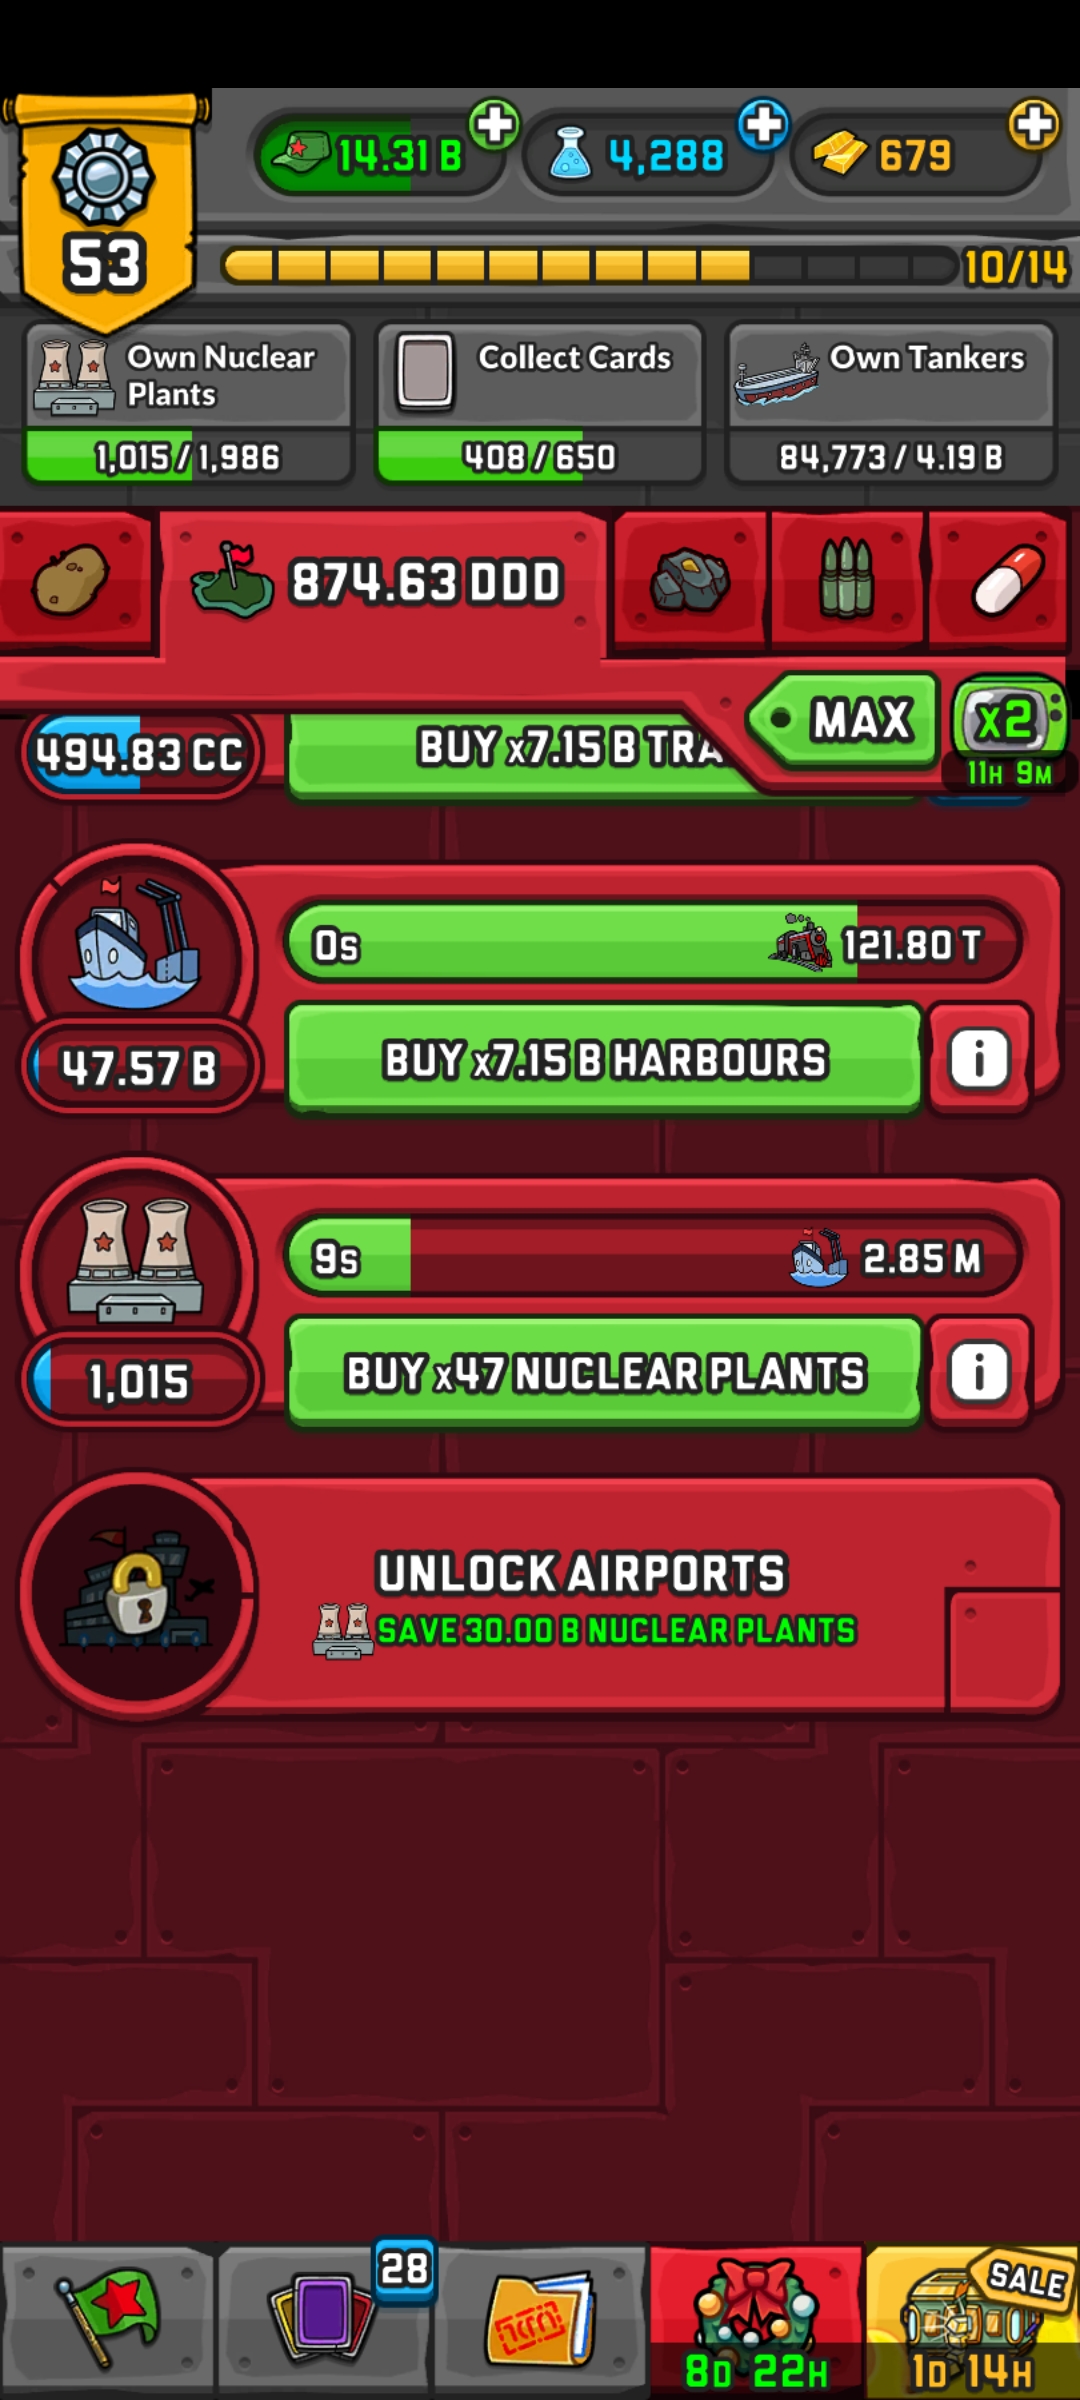 14.31 B
4,288
679
53
10/14
Own Nuclear
Plants
Collect Cards
Own Tankers
1,015 / 1,986
408 / 650
84,773 / 4.19 B
874.63 DDD
MAX
x2
11H 9M
494.83 CC
BUY x7.15 B TRA
0s
121.80 T
47.57 B
BUY x7.15 B HARBOURS
i
9s
2.85 M
1,015
BUY x47 NUCLEAR PLANTS
i
UNLOCK AIRPORTS
SAVE 30.00 B NUCLEAR PLANTS
28
SALE
8D 22H
1D 14H